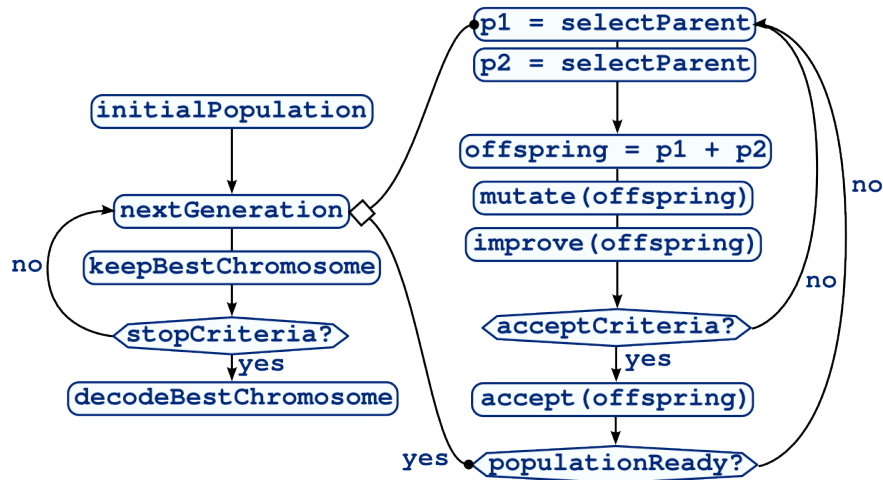 initialPopulation
nextGeneration
keepBestChromosome
no
stopCriteria?
yes
decodeBestChromosome
p1 = selectParent
p2 = selectParent
offspring = p1 + p2
mutate(offspring)
improve(offspring)
acceptCriteria?
no
yes
accept(offspring)
populationReady?
no
yes